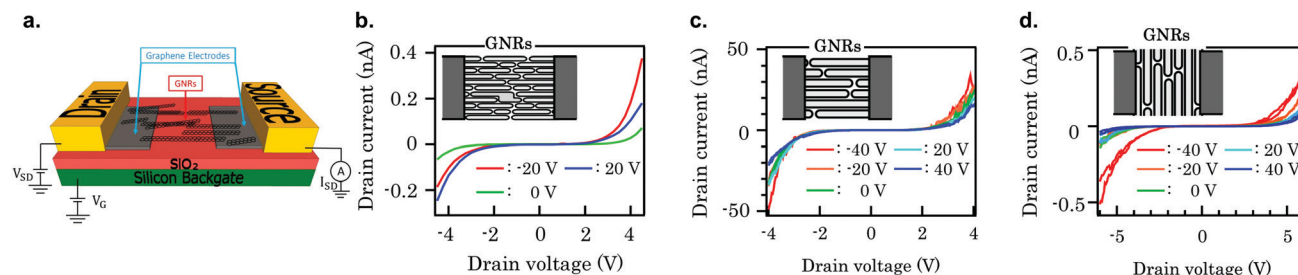 a.
Graphene Electrodes
GNRs
Drain
Source
SiO₂
Silicon Backgate
V_SD
V_G
I_SD
A
b.
Drain current (nA)
0.4
0.2
0
-0.2
GNRs
: -20 V : 20 V
: 0 V
-4 -2 0 2 4
Drain voltage (V)
c.
Drain current (nA)
50
0
-50
GNRs
: -40 V : 20 V
: -20 V : 40 V
: 0 V
-4 -2 0 2 4
Drain voltage (V)
d.
Drain current (nA)
0.5
0
-0.5
GNRs
: -40 V : 20 V
: -20 V : 40 V
: 0 V
-5 0 5
Drain voltage (V)